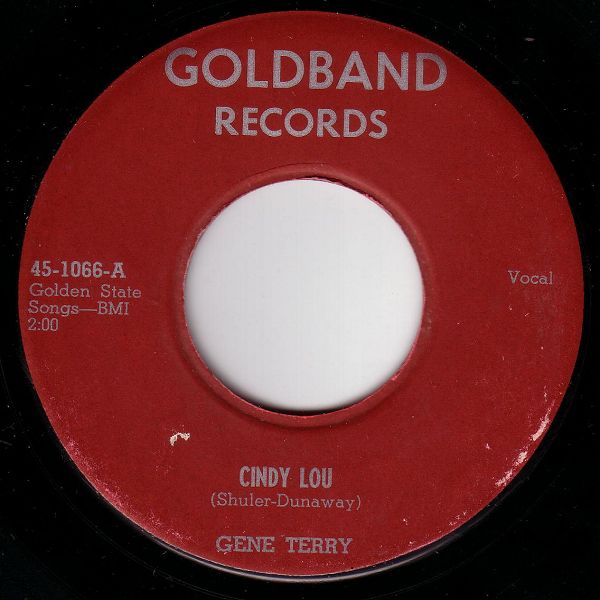 GOLDBAND
RECORDS
45-1066-A
Golden State
Songs—BMI
2:00
Vocal
CINDY LOU
(Shuler-Dunaway)
GENE TERRY